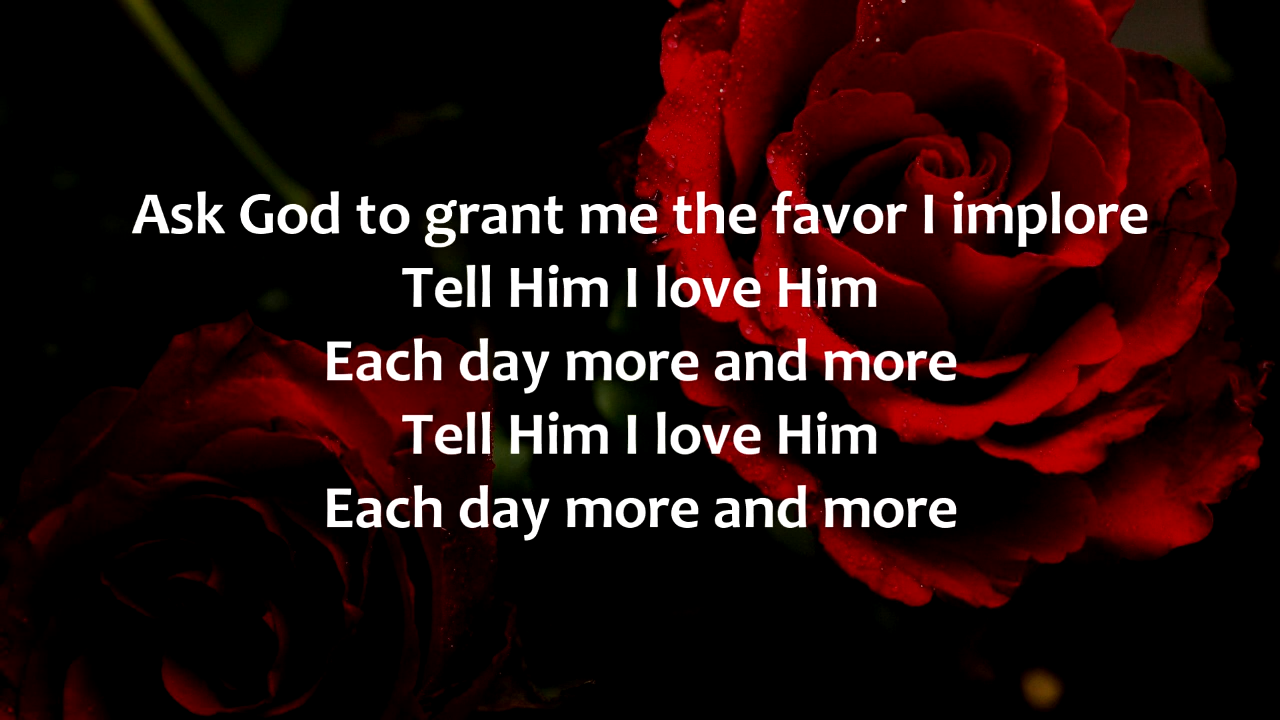 Ask God to grant me the favor I implore
Tell Him I love Him
Each day more and more
Tell Him I love Him
Each day more and more